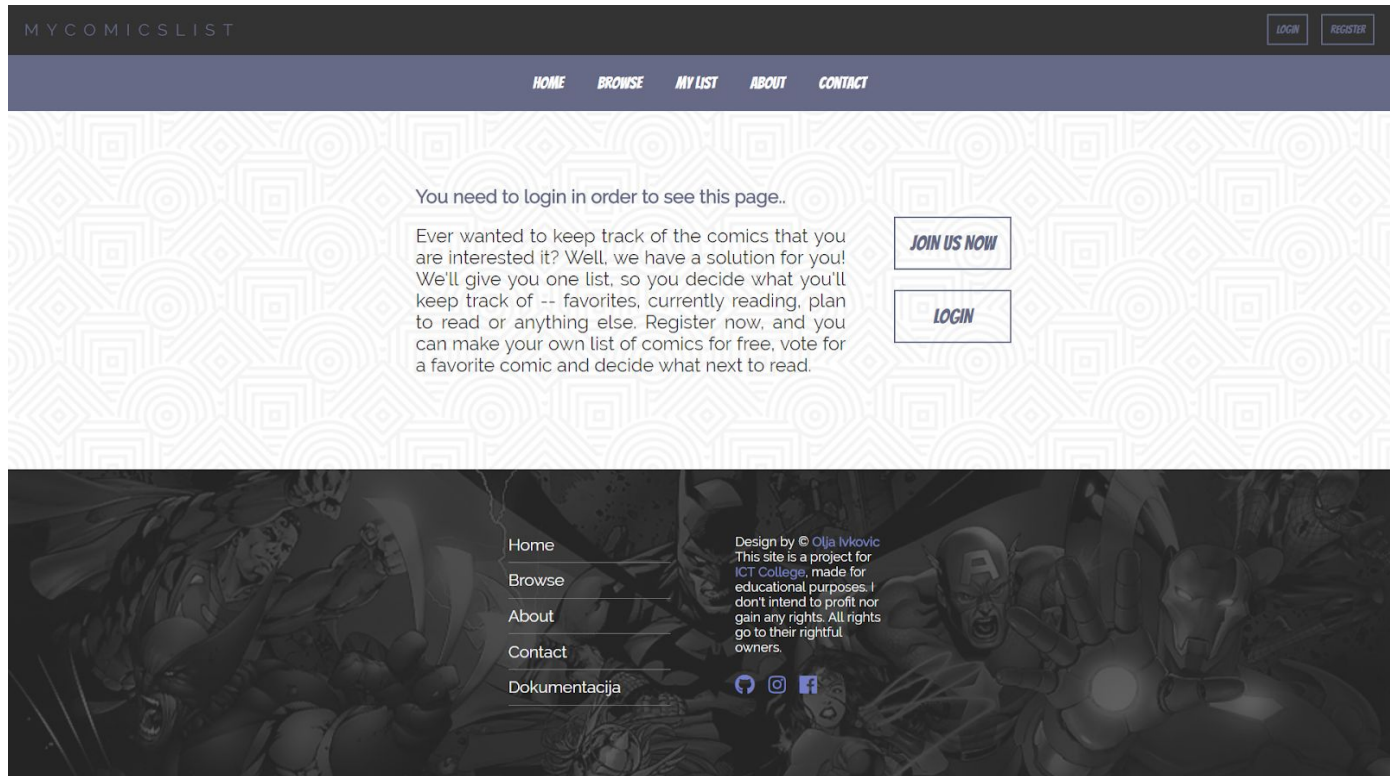 MYCOMICSLIST
LOGIN REGISTER
HOME BROWSE MY LIST ABOUT CONTACT
You need to login in order to see this page..
Ever wanted to keep track of the comics that you
are interested it? Well, we have a solution for you!
We'll give you one list, so you decide what you'll
keep track of -- favorites, currently reading, plan
to read or anything else. Register now, and you
can make your own list of comics for free, vote for
a favorite comic and decide what next to read.
JOIN US NOW
LOGIN
Home
Browse
About
Contact
Dokumentacija
Design by © Olja Ivkovic
This site is a project for
ICT College, made for
educational purposes. I
don't intend to profit nor
gain any rights. All rights
go to their rightful
owners.